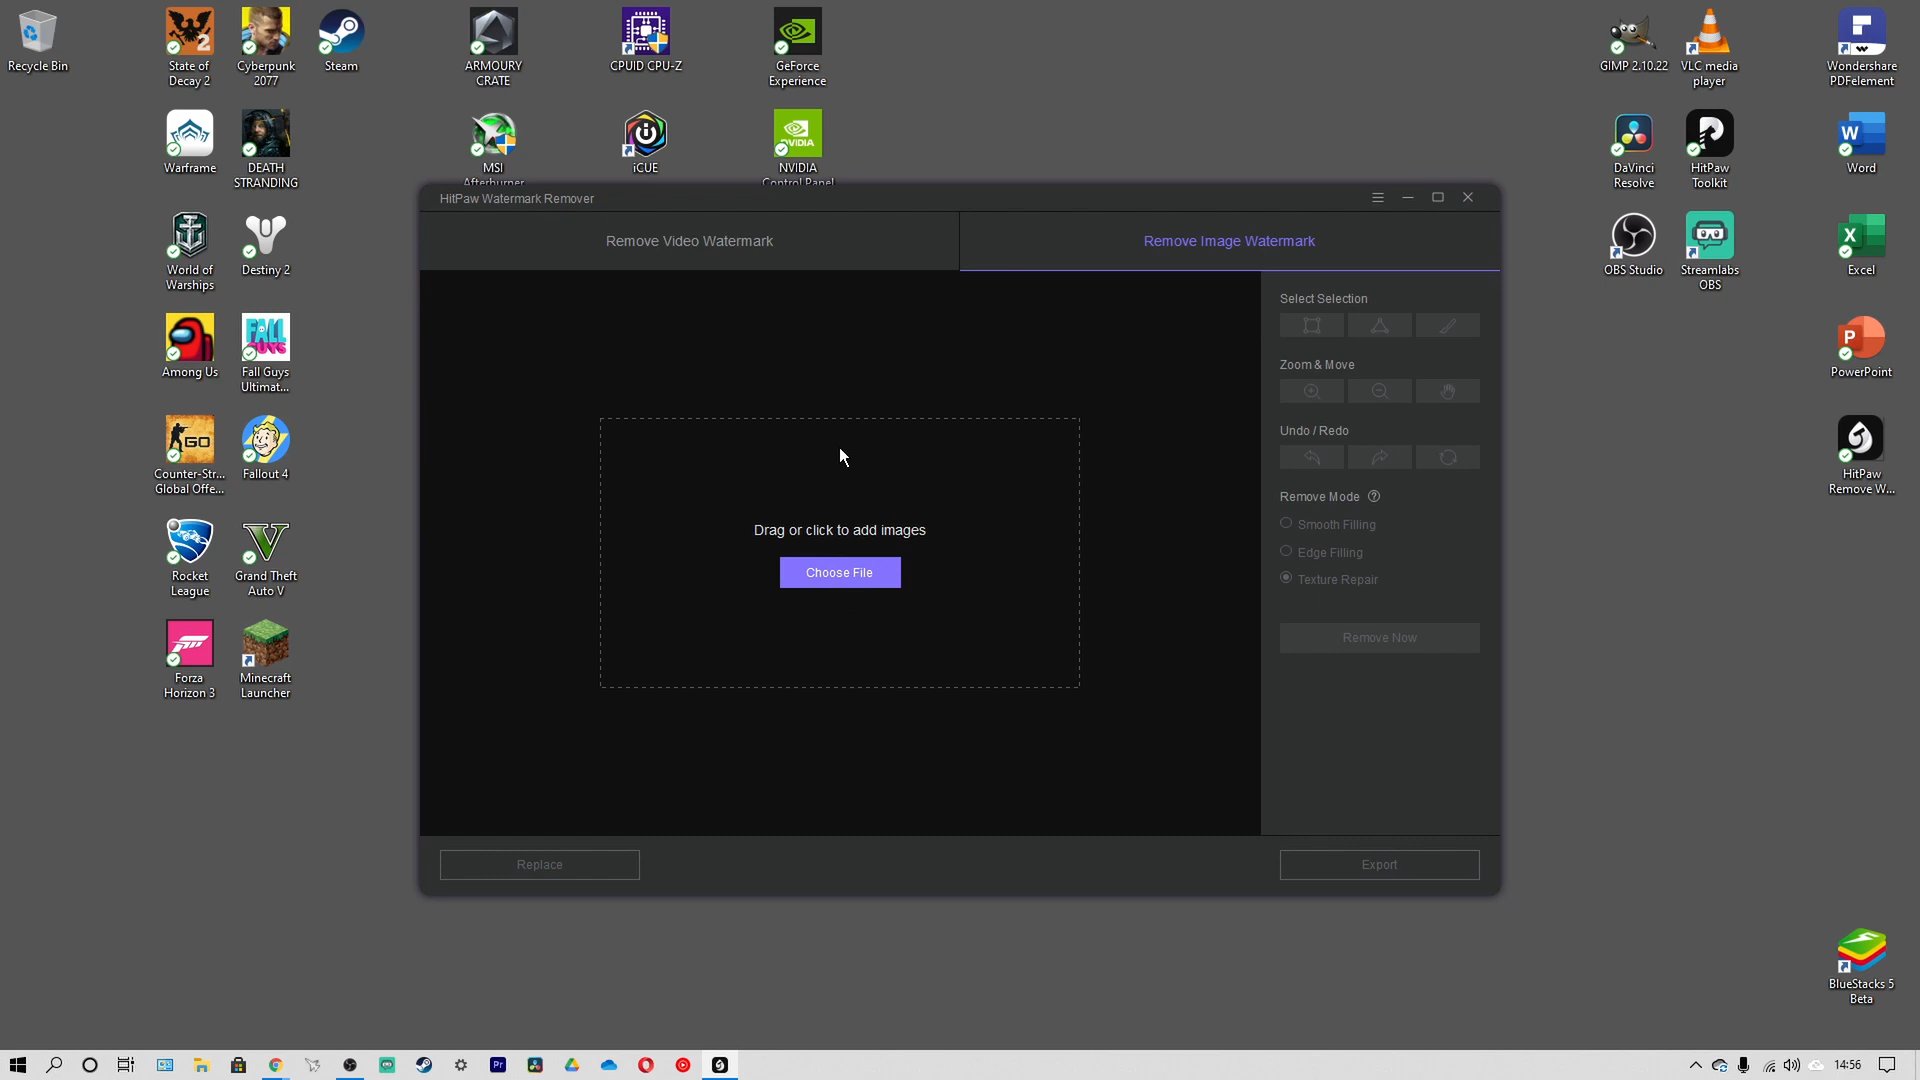 Recycle Bin
State of
Decay 2
Cyberpunk
2077
Steam
ARMOURY
CRATE
CPUID CPU-Z
GeForce
Experience
GIMP 2.10.22
VLC media
player
Wondershare
PDFelement
Warframe
DEATH
STRANDING
MSI
Afterburner
iCUE
NVIDIA
Control Panel
DaVinci
Resolve
HitPaw
Toolkit
Word
World of
Warships
Destiny 2
OBS Studio
Streamlabs
OBS
Excel
Among Us
Fall Guys
Ultimat...
PowerPoint
Counter-Str...
Global Offe...
Fallout 4
HitPaw
Remove W...
Rocket
League
Grand Theft
Auto V
Forza
Horizon 3
Minecraft
Launcher
BlueStacks 5
Beta
HitPaw Watermark Remover
Remove Video Watermark
Remove Image Watermark
Drag or click to add images
Choose File
Select Selection
Zoom & Move
Undo / Redo
Remove Mode ?
Smooth Filling
Edge Filling
Texture Repair
Remove Now
Replace
Export
Pr
14:56